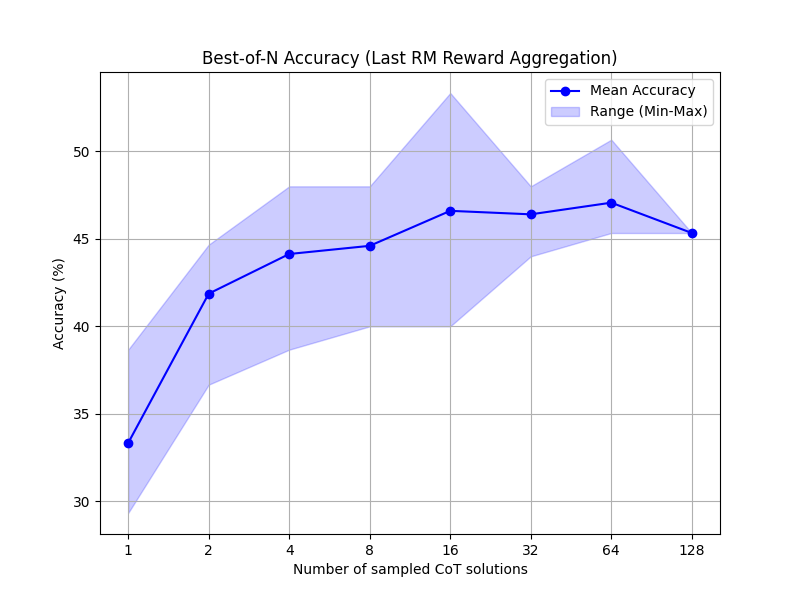 Best-of-N Accuracy (Last RM Reward Aggregation)
Mean Accuracy
Range (Min-Max)
Accuracy (%)
50
45
40
35
30
1 2 4 8 16 32 64 128
Number of sampled CoT solutions